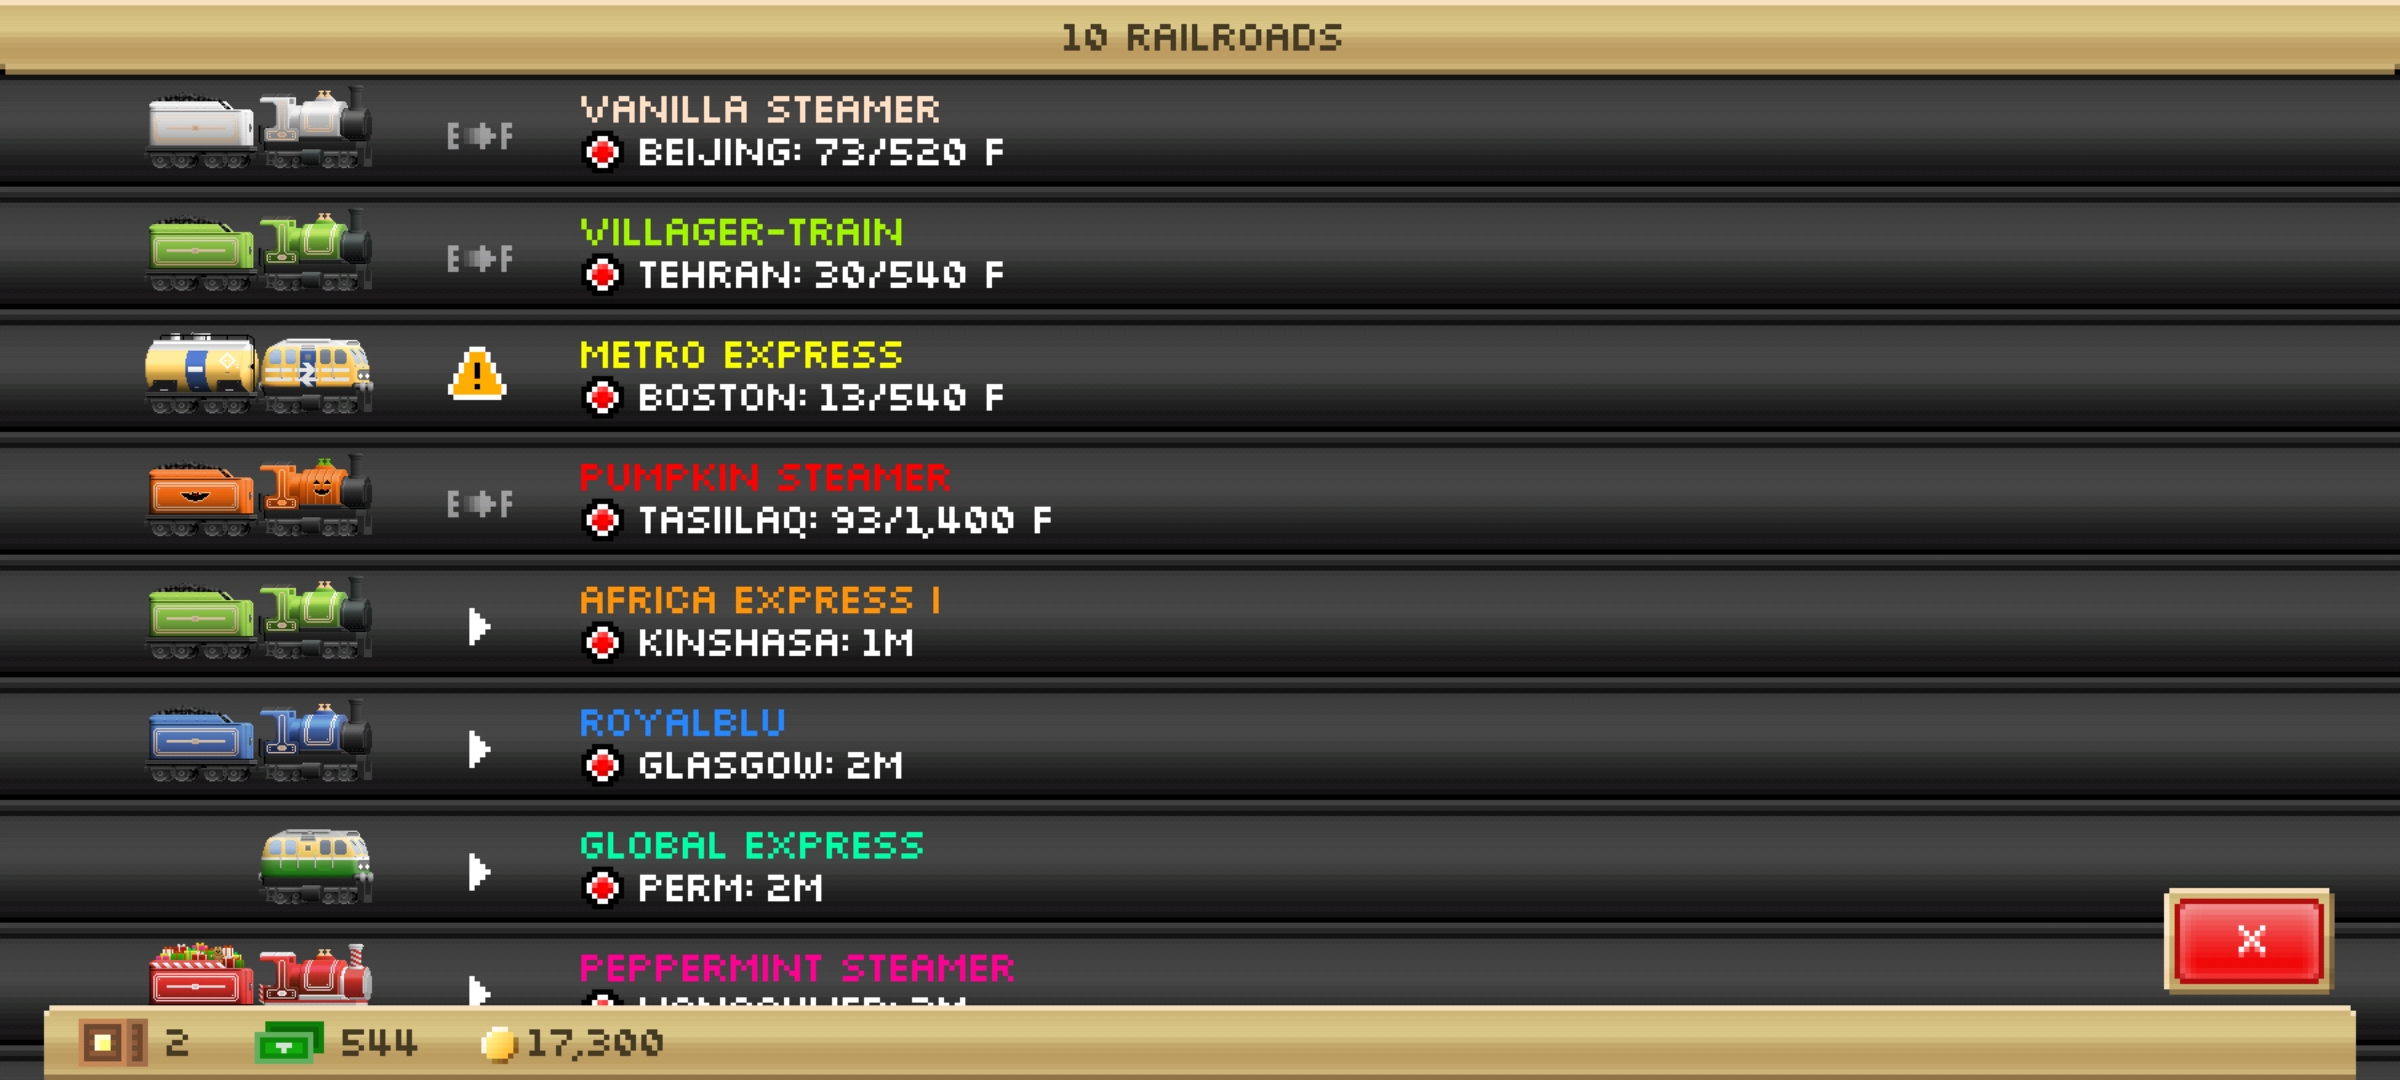 10 RAILROADS
VANILLA STEAMER
E F
BEIJING: 73/520 F
VILLAGER-TRAIN
E F
TEHRAN: 30/540 F
METRO EXPRESS
BOSTON: 13/540 F
PUMPKIN STEAMER
E F
TASIILAQ: 93/1,400 F
AFRICA EXPRESS I
KINSHASA: 1M
ROYALBLU
GLASGOW: 2M
GLOBAL EXPRESS
PERM: 2M
PEPPERMINT STEAMER
X
2 544 17,300